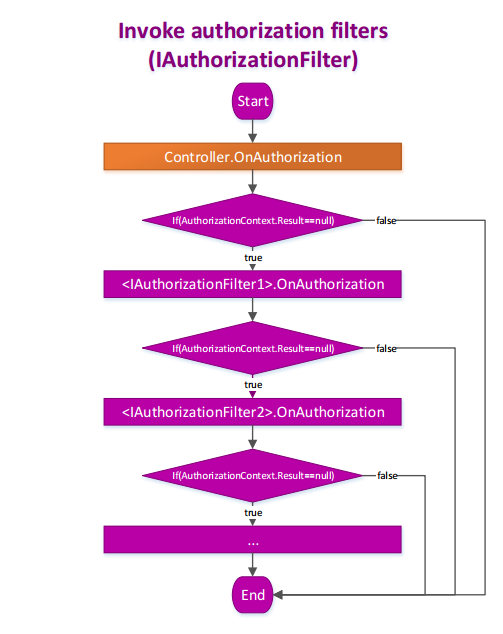 Invoke authorization filters
(IAuthorizationFilter)
Start
Controller.OnAuthorization
If(AuthorizationContext.Result==null)
false
true
<IAuthorizationFilter1>.OnAuthorization
If(AuthorizationContext.Result==null)
false
true
<IAuthorizationFilter2>.OnAuthorization
If(AuthorizationContext.Result==null)
false
true
...
End